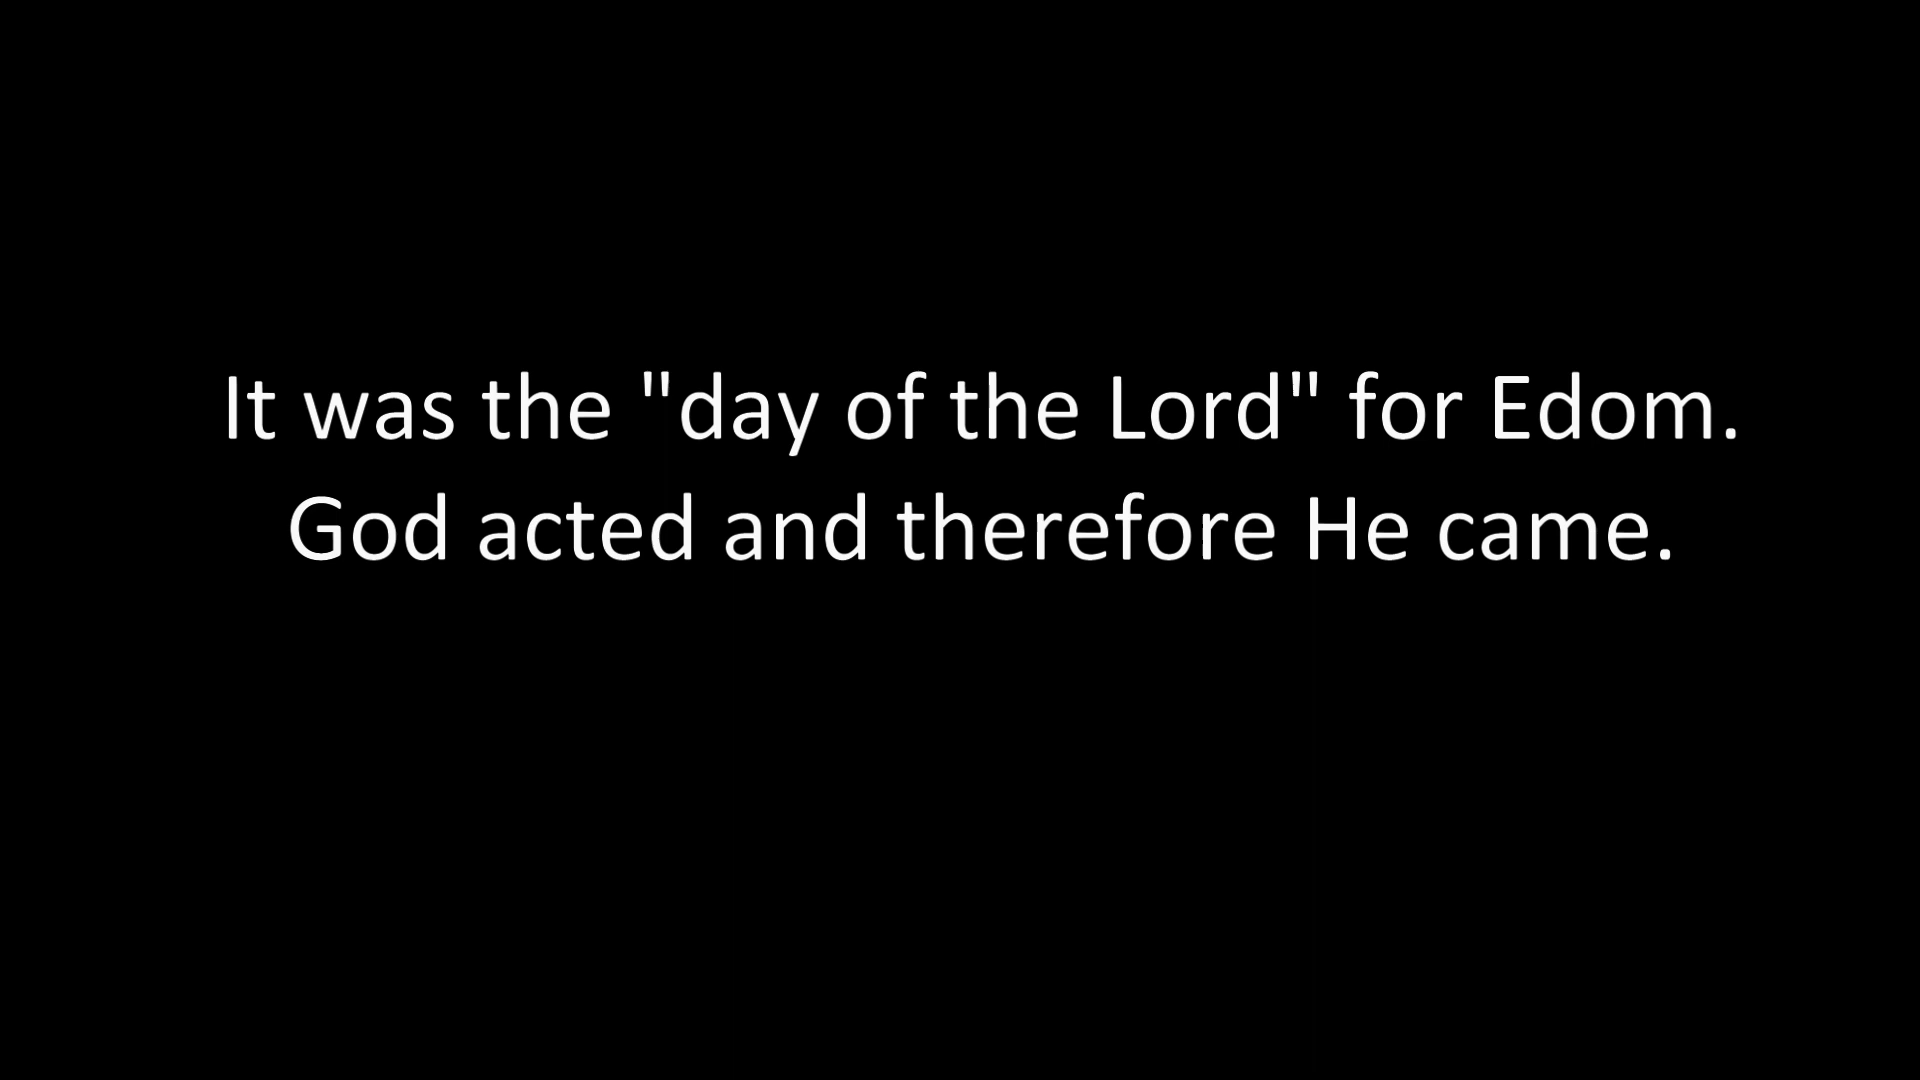 It was the "day of the Lord" for Edom.
God acted and therefore He came.